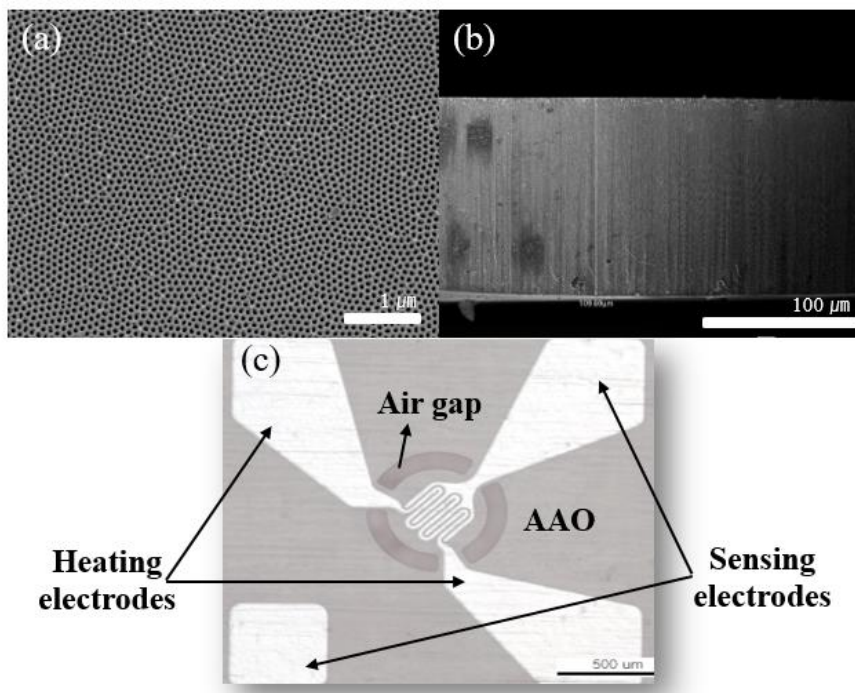 (a)
(b)
1 μm
100 μm
(c)
Air gap
AAO
Heating
electrodes
Sensing
electrodes
500 um